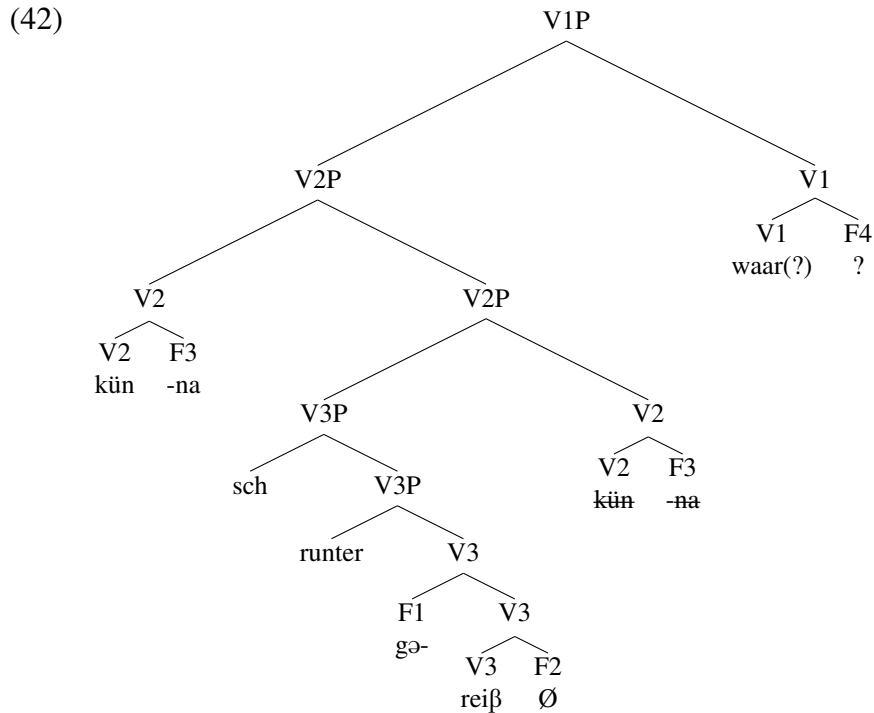 (42)
V1P
V2P V1
V1 F4
waar(?) ?
V2 V2P
V2 F3
kün -na
V3P V2
V2 F3
kün -na
sch V3P
runter V3
F1 V3
gə-
V3 F2
reiβ Ø